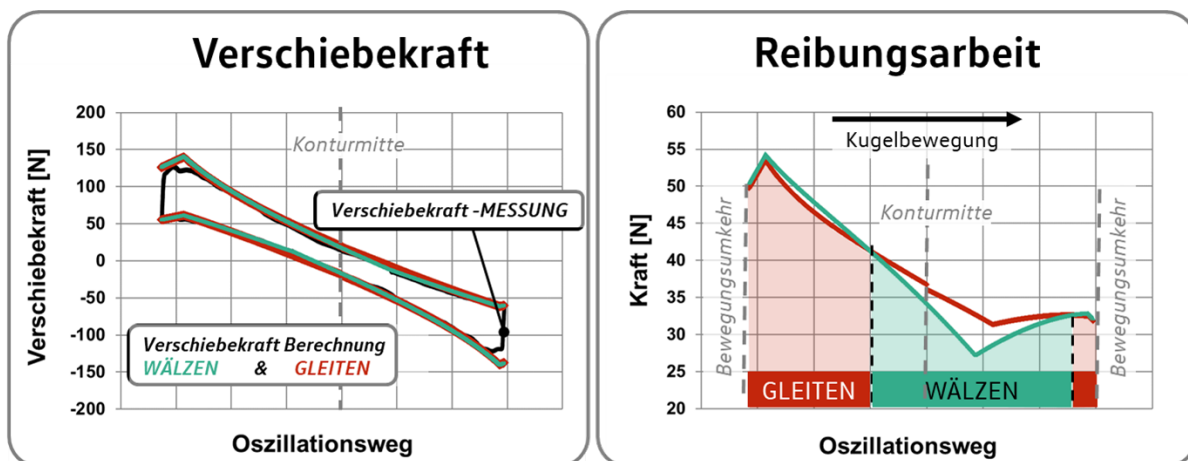 Verschiebekraft
Verschiebekraft [N]
200
150
100
50
0
-50
-100
-150
-200
Konturmitte
Verschiebekraft -MESSUNG
Verschiebekraft Berechnung
WÄLZEN & GLEITEN
Oszillationsweg
Reibungsarbeit
Kraft [N]
60
55
50
45
40
35
30
25
20
Kugelbewegung
Konturmitte
Bewegungsumkehr
Bewegungsumkehr
GLEITEN
WÄLZEN
Oszillationsweg